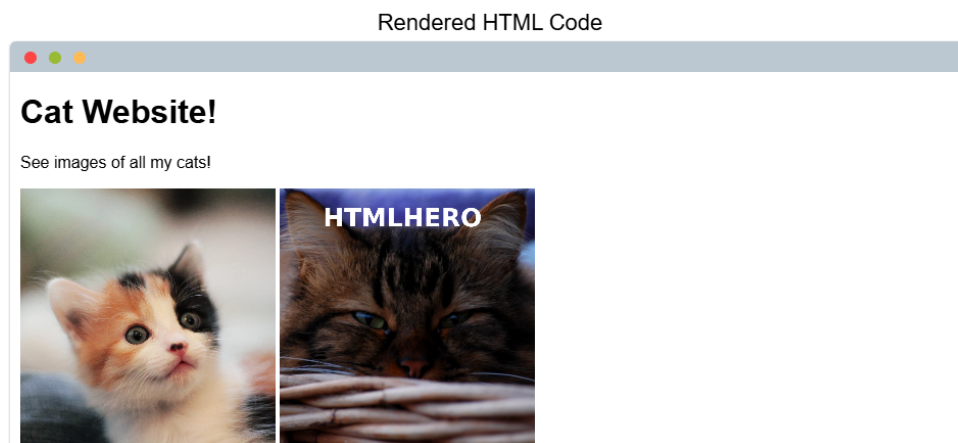 Rendered HTML Code
Cat Website!
See images of all my cats!
HTMLHERO